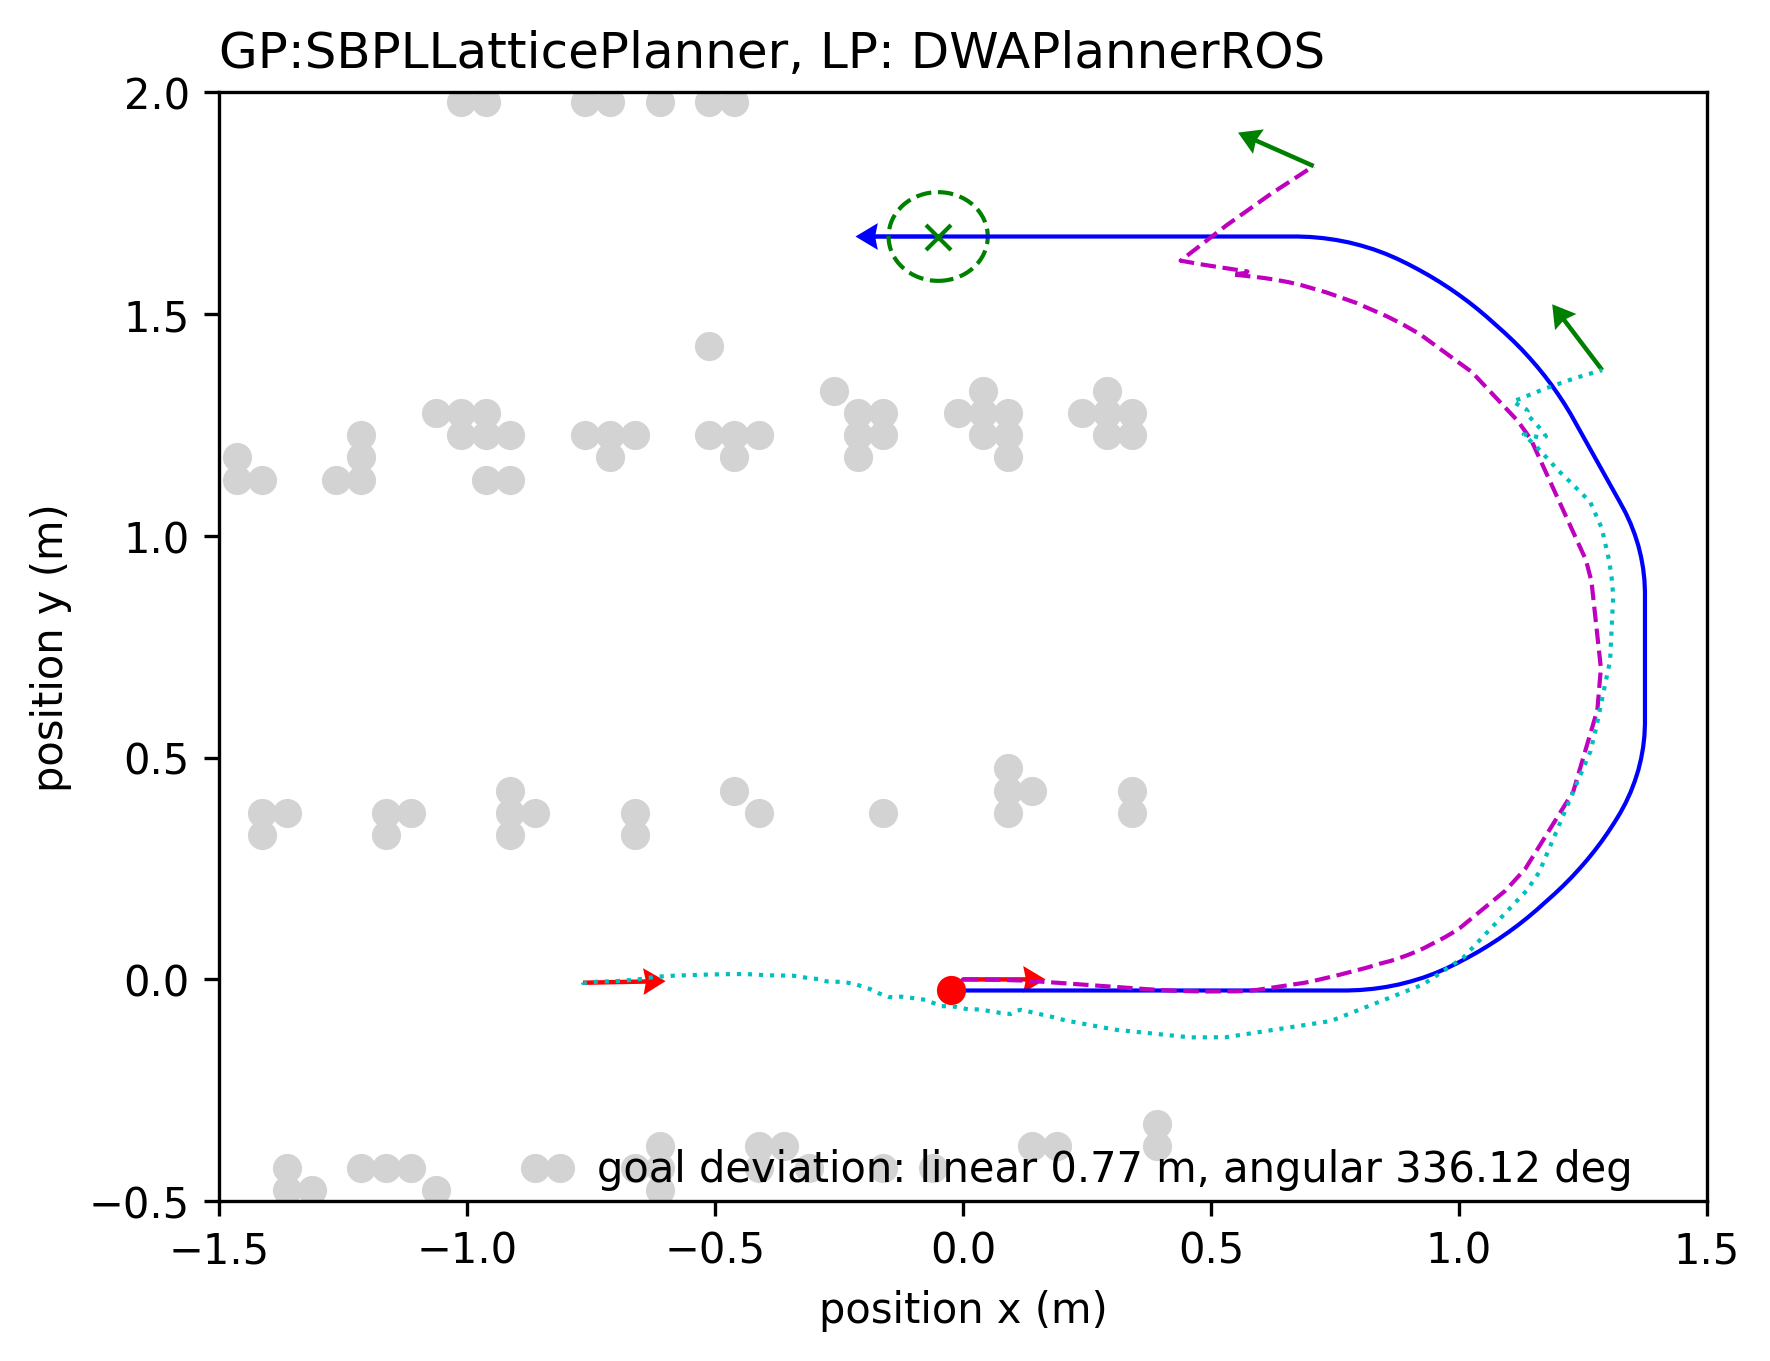 GP:SBPLLatticePlanner, LP: DWAPlannerROS
2.0
1.5
1.0
0.5
0.0
−0.5
position y (m)
goal deviation: linear 0.77 m, angular 336.12 deg
−1.5 −1.0 −0.5 0.0 0.5 1.0 1.5
position x (m)